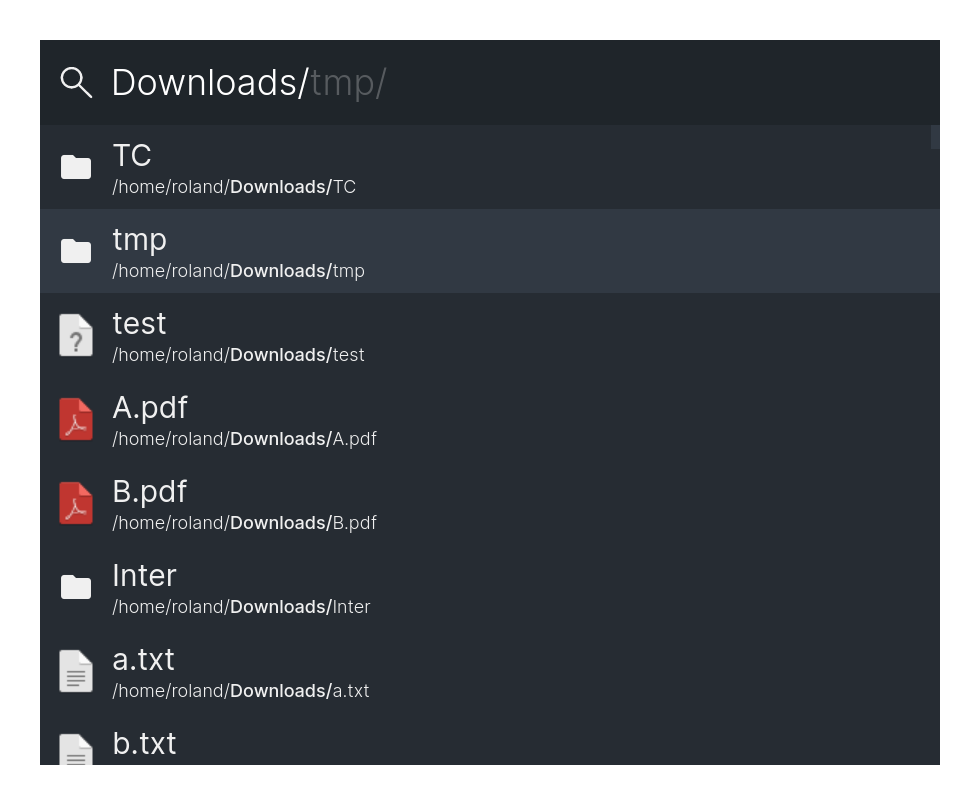 Downloads/tmp/
TC
/home/roland/Downloads/TC
tmp
/home/roland/Downloads/tmp
?
test
/home/roland/Downloads/test
A.pdf
/home/roland/Downloads/A.pdf
B.pdf
/home/roland/Downloads/B.pdf
Inter
/home/roland/Downloads/Inter
a.txt
/home/roland/Downloads/a.txt
b.txt